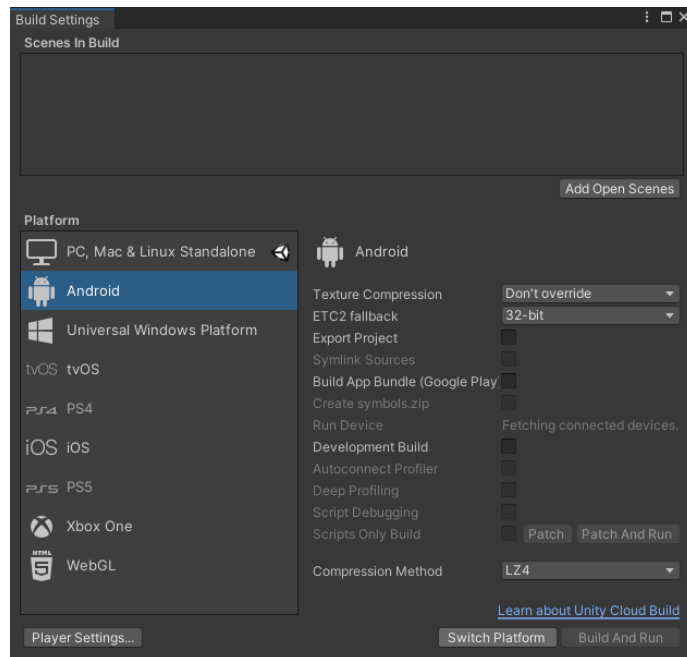 Build Settings
Scenes In Build
Add Open Scenes
Platform
PC, Mac & Linux Standalone
Android
Universal Windows Platform
tvOS tvOS
PS4 PS4
iOS iOS
PS5 PS5
Xbox One
HTML 5 WebGL
Android
Texture Compression Don't override
ETC2 fallback 32-bit
Export Project
Symlink Sources
Build App Bundle (Google Play
Create symbols.zip
Run Device Fetching connected devices.
Development Build
Autoconnect Profiler
Deep Profiling
Script Debugging
Scripts Only Build Patch Patch And Run
Compression Method LZ4
Learn about Unity Cloud Build
Player Settings... Switch Platform Build And Run